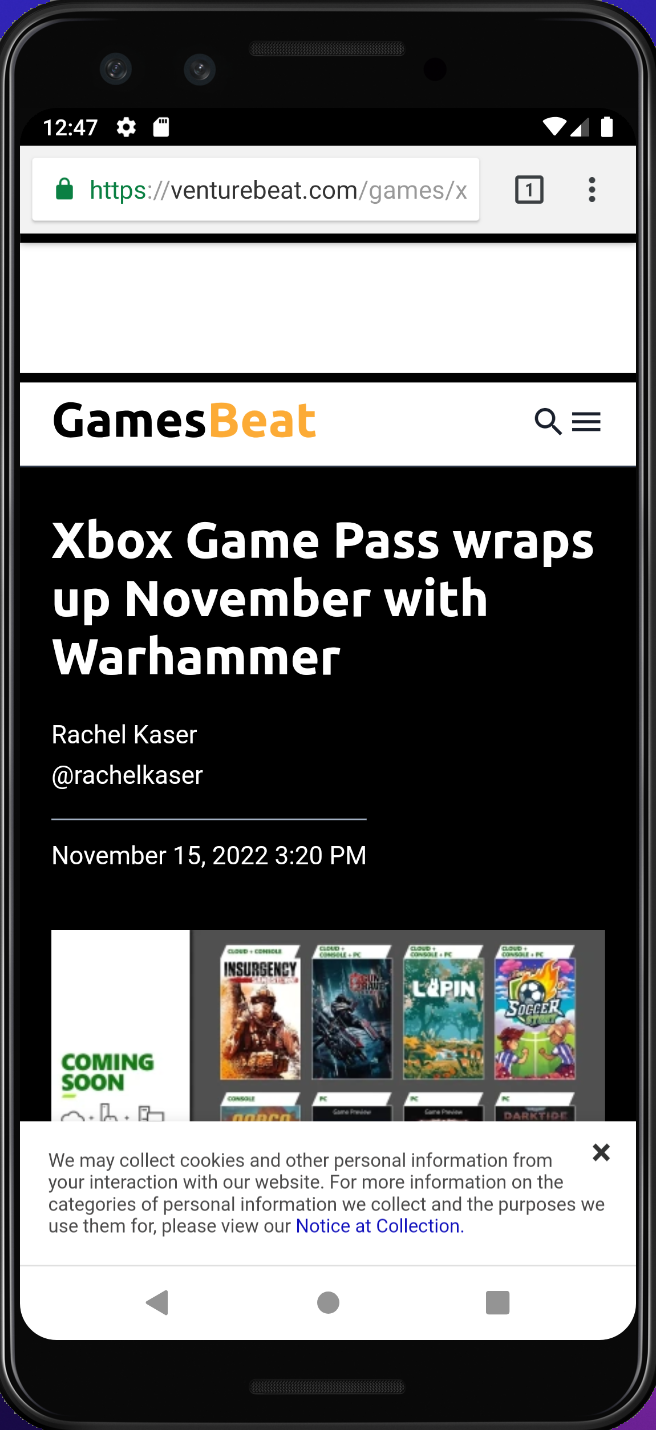 12:47
https://venturebeat.com/games/x
1
GamesBeat
Xbox Game Pass wraps
up November with
Warhammer
Rachel Kaser
@rachelkaser
November 15, 2022 3:20 PM
COMING
SOON
CLOUD + CONSOLE
INSURGENCY
CLOUD +
CONSOLE + PC
CLOUD +
CONSOLE + PC
LAPIN
CLOUD +
CONSOLE + PC
SOCCER
STORY
CONSOLE
PC
Game Preview
PC
Game Preview
PC
DARKTIDE
We may collect cookies and other personal information from
your interaction with our website. For more information on the
categories of personal information we collect and the purposes we
use them for, please view our Notice at Collection.